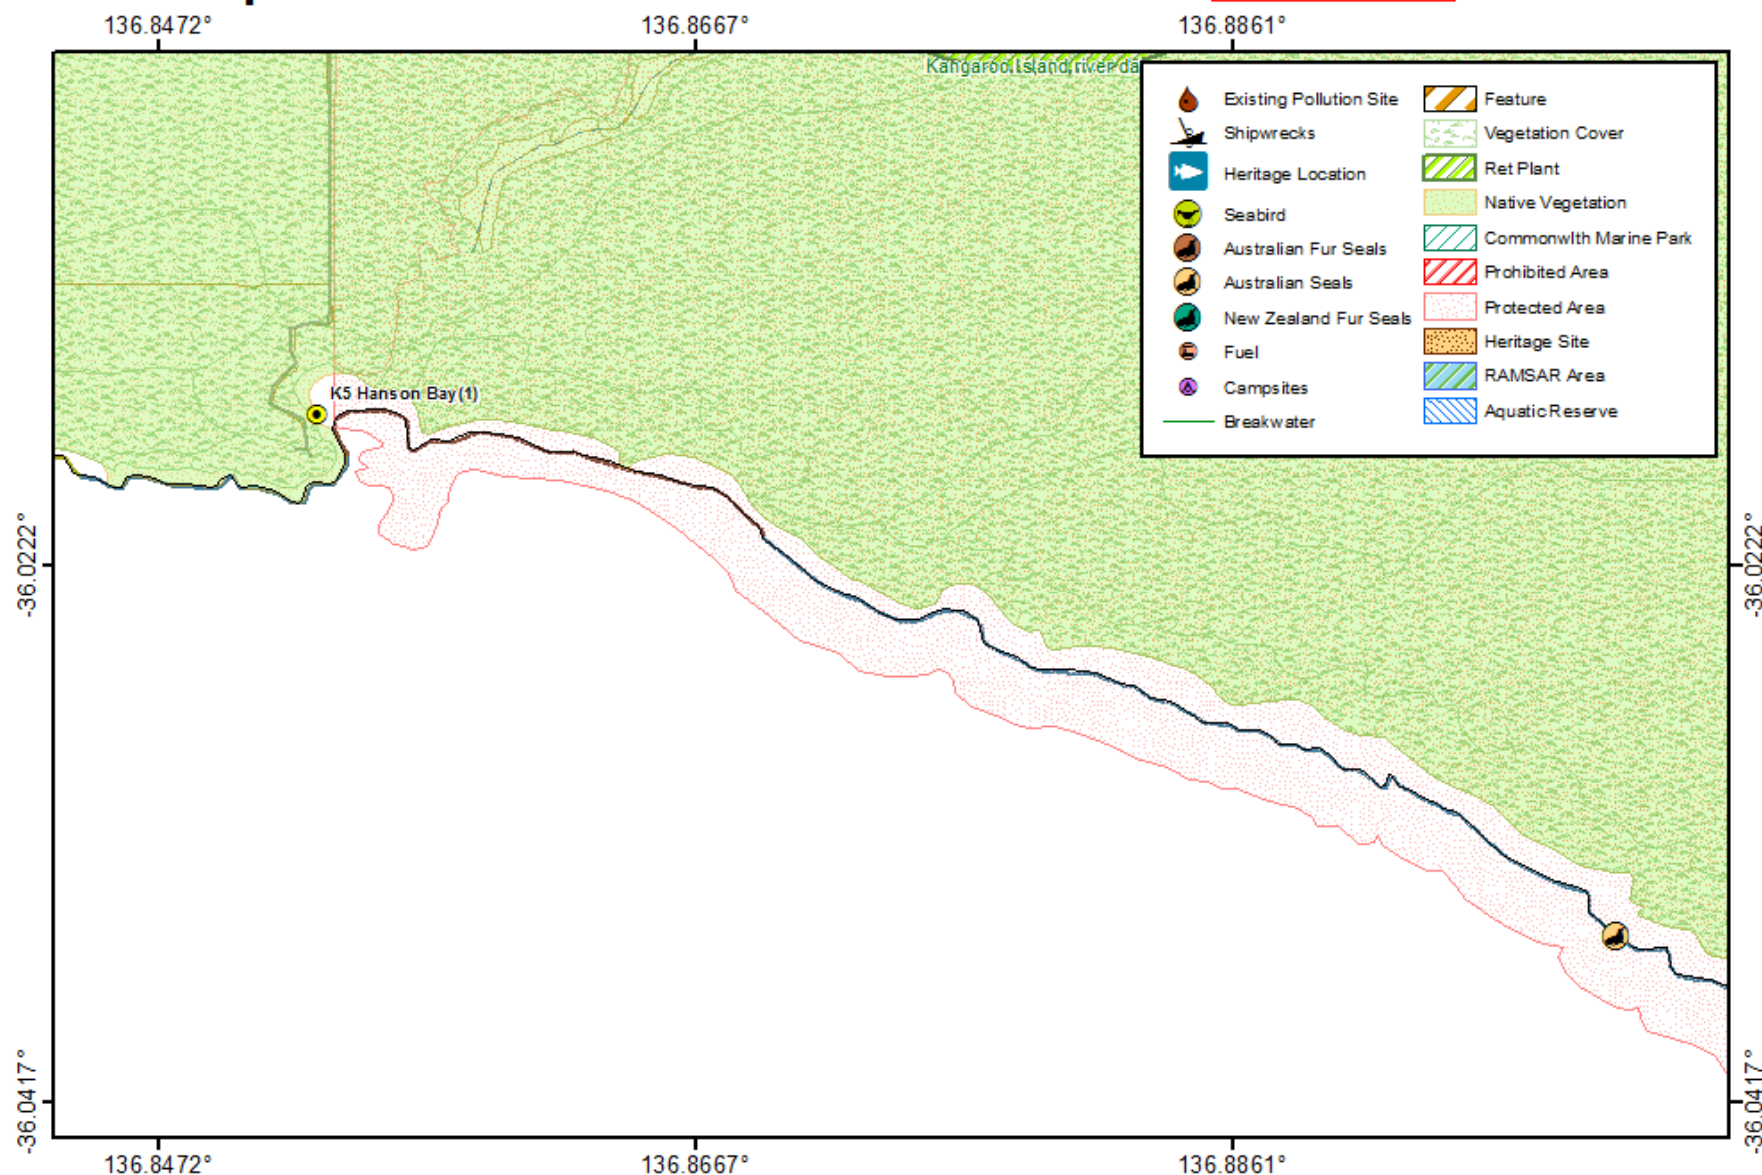 136.8472°
136.8667°
136.8861°
Kangaroo Island river da
Existing Pollution Site
Shipwrecks
Heritage Location
Seabird
Australian Fur Seals
Australian Seals
New Zealand Fur Seals
Fuel
Campsites
Breakwater
Feature
Vegetation Cover
Ret Plant
Native Vegetation
Commonwlth Marine Park
Prohibited Area
Protected Area
Heritage Site
RAMSAR Area
Aquatic Reserve
K5 Hanson Bay(1)
-36.0222°
-36.0222°
-36.0417°
-36.0417°
136.8472°
136.8667°
136.8861°